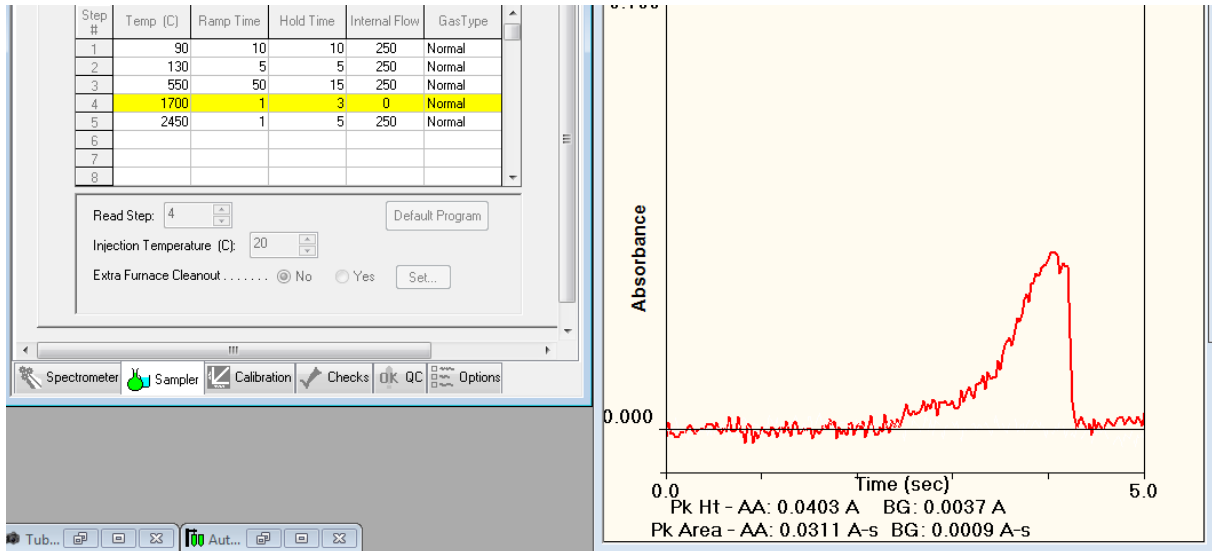 Step # Temp (C) Ramp Time Hold Time Internal Flow GasType
1 90 10 10 250 Normal
2 130 5 5 250 Normal
3 550 50 15 250 Normal
4 1700 1 3 0 Normal
5 2450 1 5 250 Normal
6
7
8
Read Step: 4
Default Program
Injection Temperature (C): 20
Extra Furnace Cleanout . . . . . . . No Yes Set...
Spectrometer Sampler Calibration Checks OK QC Options
Tub... Aut...
Absorbance
0.000
0.0 Time (sec) 5.0
Pk Ht - AA: 0.0403 A BG: 0.0037 A
Pk Area - AA: 0.0311 A-s BG: 0.0009 A-s